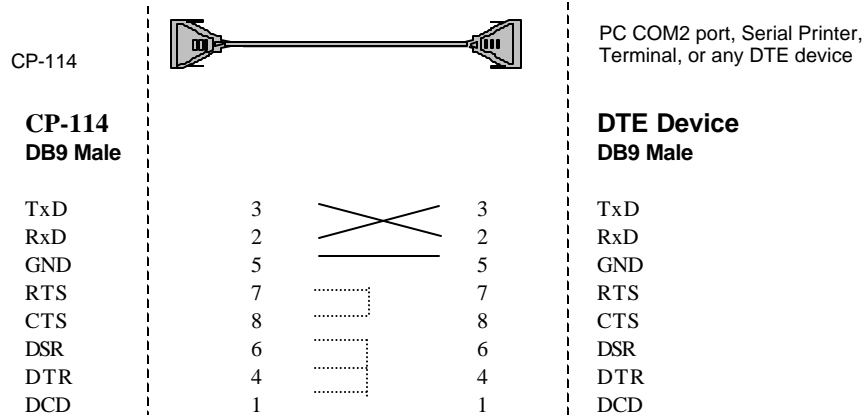 CP-114
PC COM2 port, Serial Printer,
Terminal, or any DTE device
CP-114 DTE Device
DB9 Male DB9 Male
TxD 3 3 TxD
RxD 2 2 RxD
GND 5 5 GND
RTS 7 7 RTS
CTS 8 8 CTS
DSR 6 6 DSR
DTR 4 4 DTR
DCD 1 1 DCD